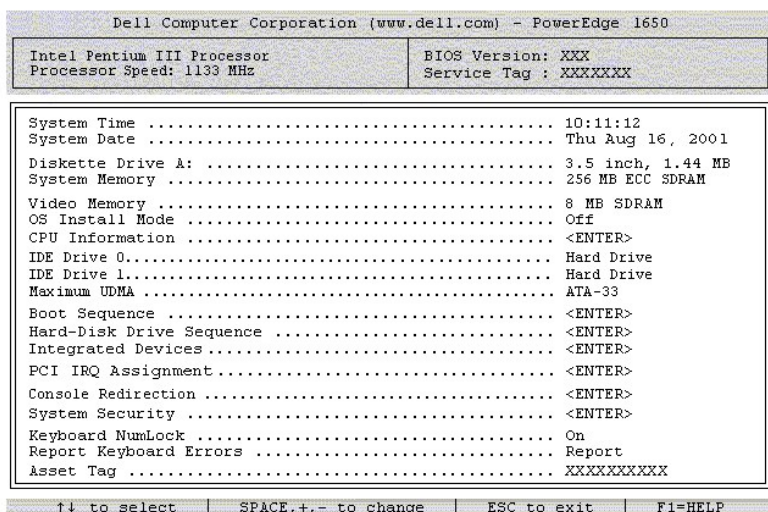 Dell Computer Corporation (www.dell.com) - PowerEdge 1650
Intel Pentium III Processor
Processor Speed: 1133 MHz
BIOS Version: XXX
Service Tag : XXXXXXX
System Time .......................................... 10:11:12
System Date .......................................... Thu Aug 16, 2001
Diskette Drive A: .................................... 3.5 inch, 1.44 MB
System Memory ........................................ 256 MB ECC SDRAM
Video Memory ......................................... 8 MB SDRAM
OS Install Mode ...................................... Off
CPU Information ...................................... <ENTER>
IDE Drive 0........................................... Hard Drive
IDE Drive 1........................................... Hard Drive
Maximum UDMA ......................................... ATA-33
Boot Sequence ........................................ <ENTER>
Hard-Disk Drive Sequence ............................. <ENTER>
Integrated Devices.................................... <ENTER>
PCI IRQ Assignment.................................... <ENTER>
Console Redirection .................................. <ENTER>
System Security ...................................... <ENTER>
Keyboard NumLock ..................................... On
Report Keyboard Errors ............................... Report
Asset Tag ............................................ XXXXXXXXXX
↑↓ to select | SPACE,+,- to change | ESC to exit | F1=HELP